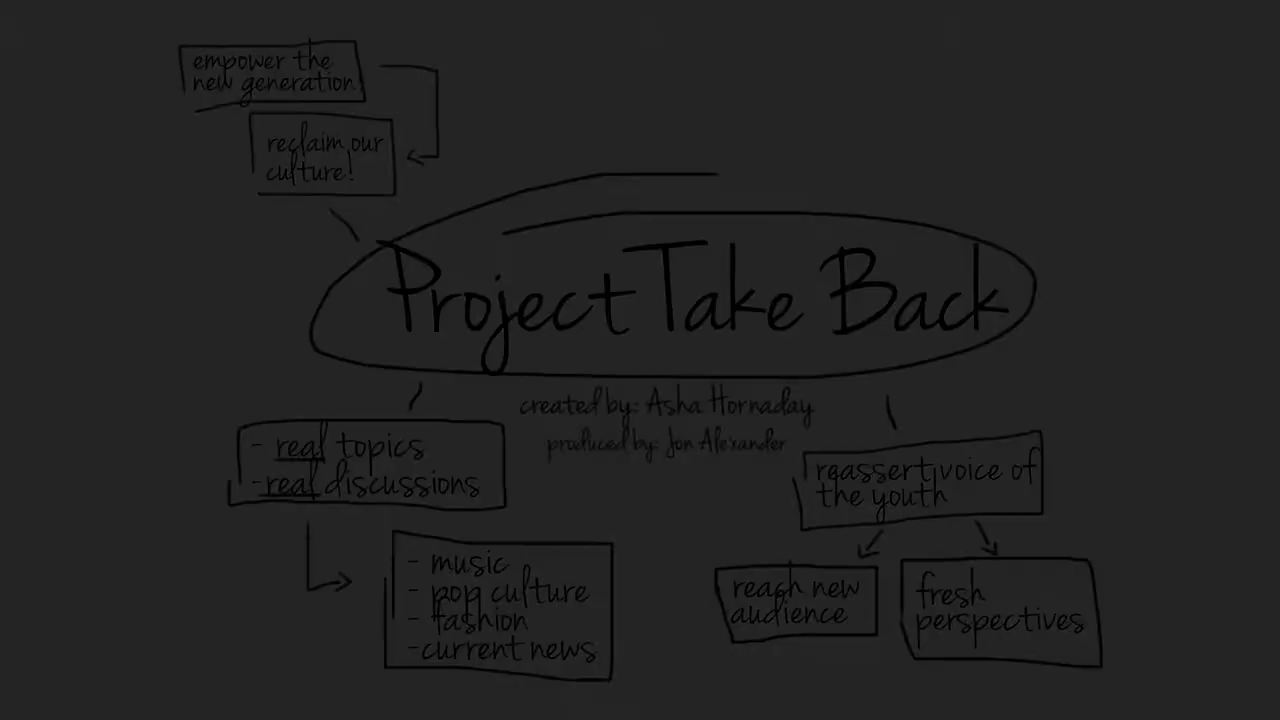 empower the
new generation
reclaim our
culture!
Project Take Back
created by: Asha Hornaday
produced by: Jon Alexander
- real topics
-real discussions
- music
- pop culture
- fashion
-current news
reassert voice of
the youth
reach new
audience
fresh
perspectives